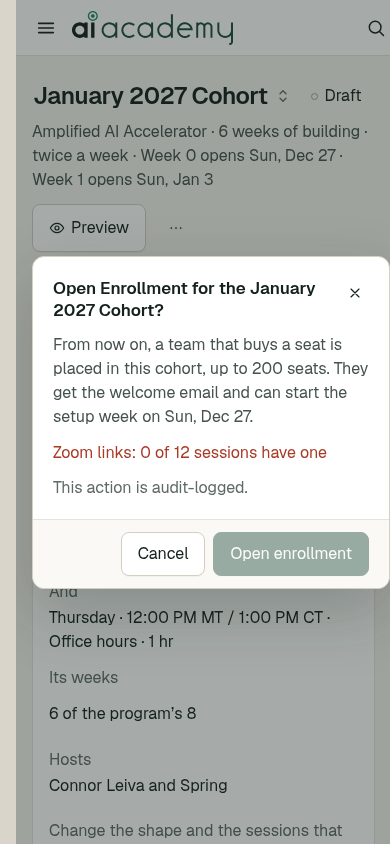 ai academy
January 2027 Cohort
Draft
Amplified AI Accelerator · 6 weeks of building ·
twice a week · Week 0 opens Sun, Dec 27 ·
Week 1 opens Sun, Jan 3
Preview
...
Open Enrollment for the January
2027 Cohort?
From now on, a team that buys a seat is
placed in this cohort, up to 200 seats. They
get the welcome email and can start the
setup week on Sun, Dec 27.
Zoom links: 0 of 12 sessions have one
This action is audit-logged.
Cancel
Open enrollment
And
Thursday · 12:00 PM MT / 1:00 PM CT ·
Office hours · 1 hr
Its weeks
6 of the program’s 8
Hosts
Connor Leiva and Spring
Change the shape and the sessions that